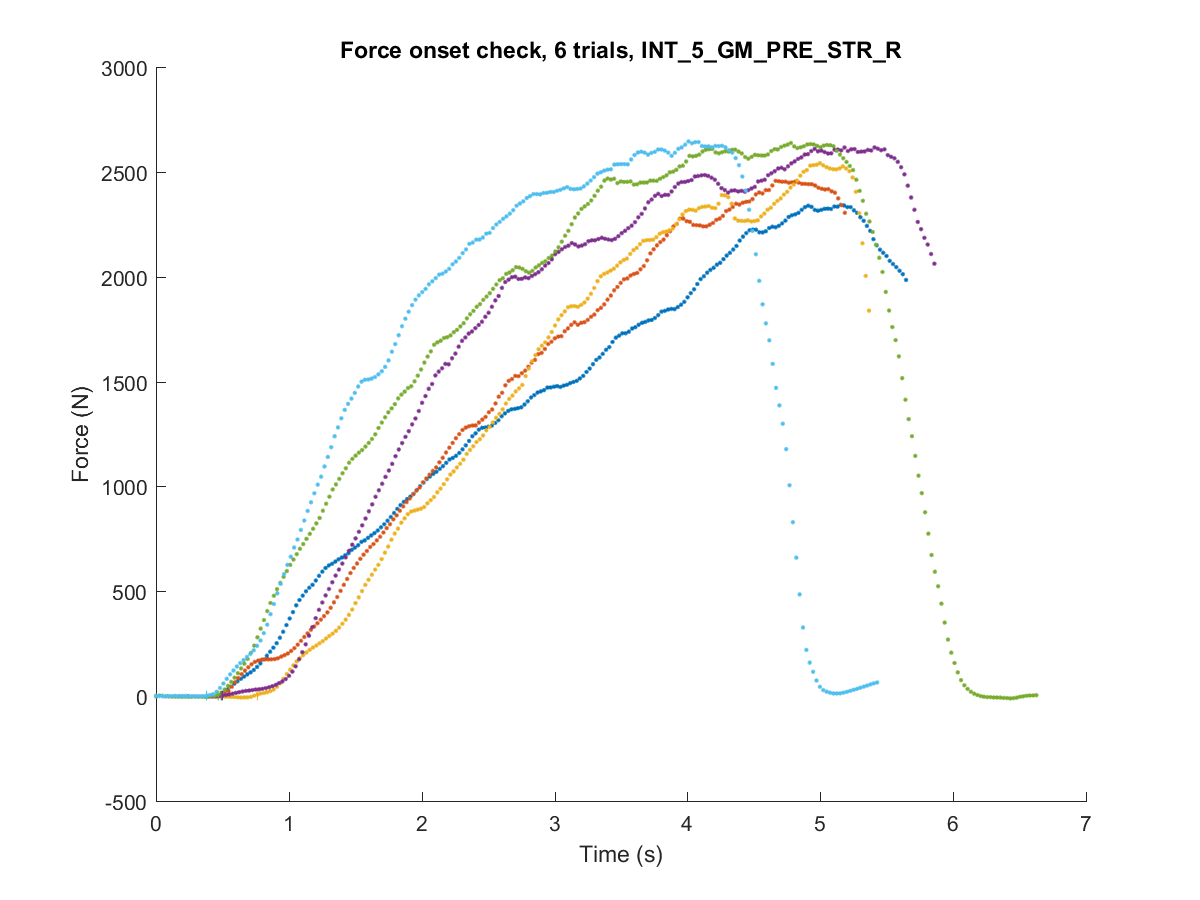 Force onset check, 6 trials, INT_5_GM_PRE_STR_R
3000
2500
2000
1500
1000
500
0
-500
Force (N)
0 1 2 3 4 5 6 7
Time (s)